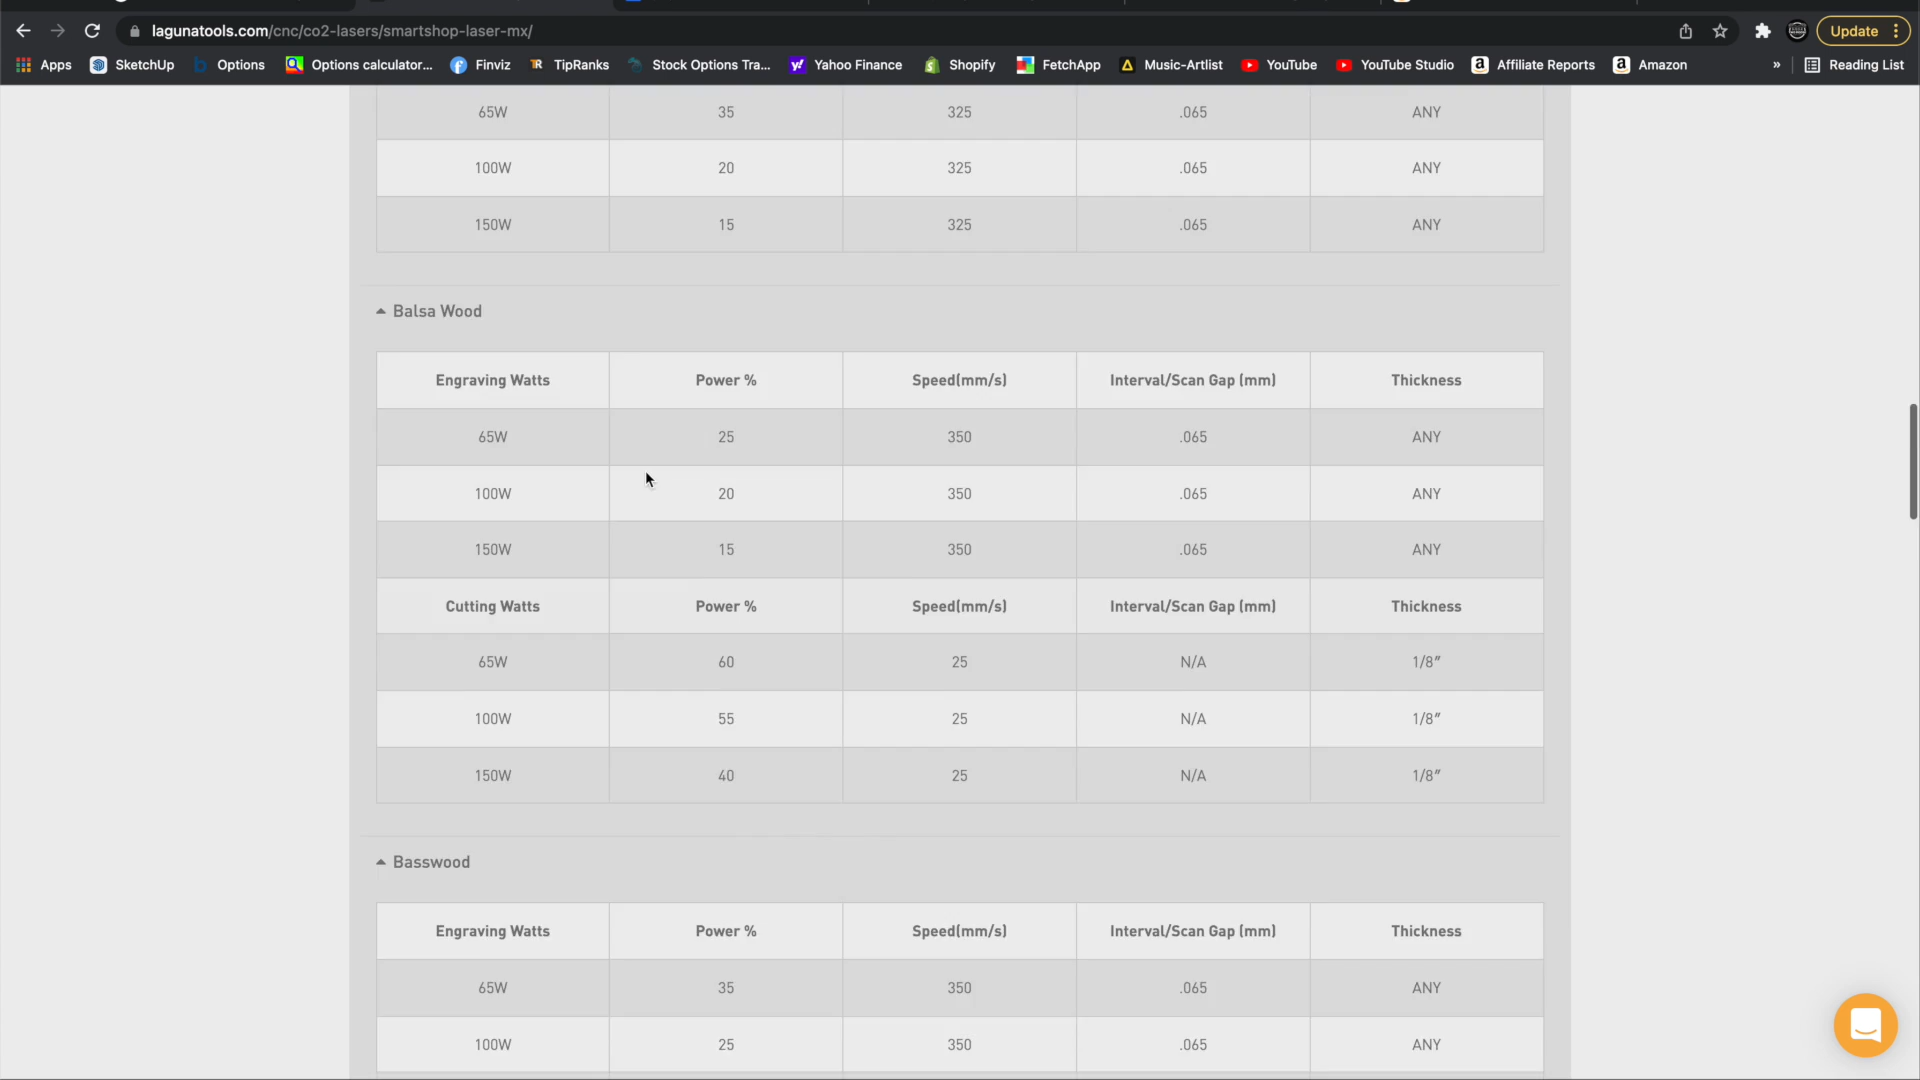 lagunatools.com/cnc/co2-lasers/smartshop-laser-mx/
Update
Apps SketchUp Options Options calculator... Finviz TipRanks Stock Options Tra... Yahoo Finance Shopify FetchApp Music-Artlist YouTube YouTube Studio Affiliate Reports Amazon » Reading List
65W 35 325 .065 ANY
100W 20 325 .065 ANY
150W 15 325 .065 ANY
Balsa Wood
Engraving Watts Power % Speed(mm/s) Interval/Scan Gap (mm) Thickness
65W 25 350 .065 ANY
100W 20 350 .065 ANY
150W 15 350 .065 ANY
Cutting Watts Power % Speed(mm/s) Interval/Scan Gap (mm) Thickness
65W 60 25 N/A 1/8″
100W 55 25 N/A 1/8″
150W 40 25 N/A 1/8″
Basswood
Engraving Watts Power % Speed(mm/s) Interval/Scan Gap (mm) Thickness
65W 35 350 .065 ANY
100W 25 350 .065 ANY